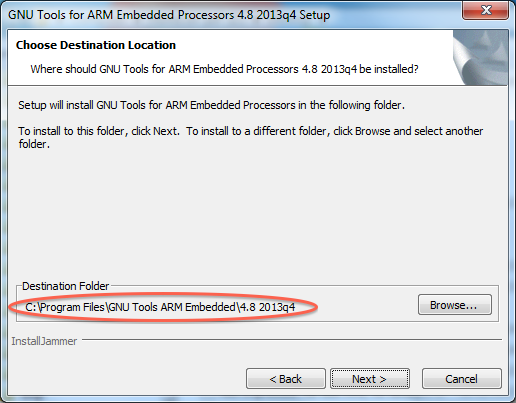 GNU Tools for ARM Embedded Processors 4.8 2013q4 Setup
Choose Destination Location
Where should GNU Tools for ARM Embedded Processors 4.8 2013q4 be installed?
Setup will install GNU Tools for ARM Embedded Processors in the following folder.
To install to this folder, click Next.  To install to a different folder, click Browse and select another
folder.
Destination Folder
C:\Program Files\GNU Tools ARM Embedded\4.8 2013q4
Browse...
InstallJammer
< Back
Next >
Cancel